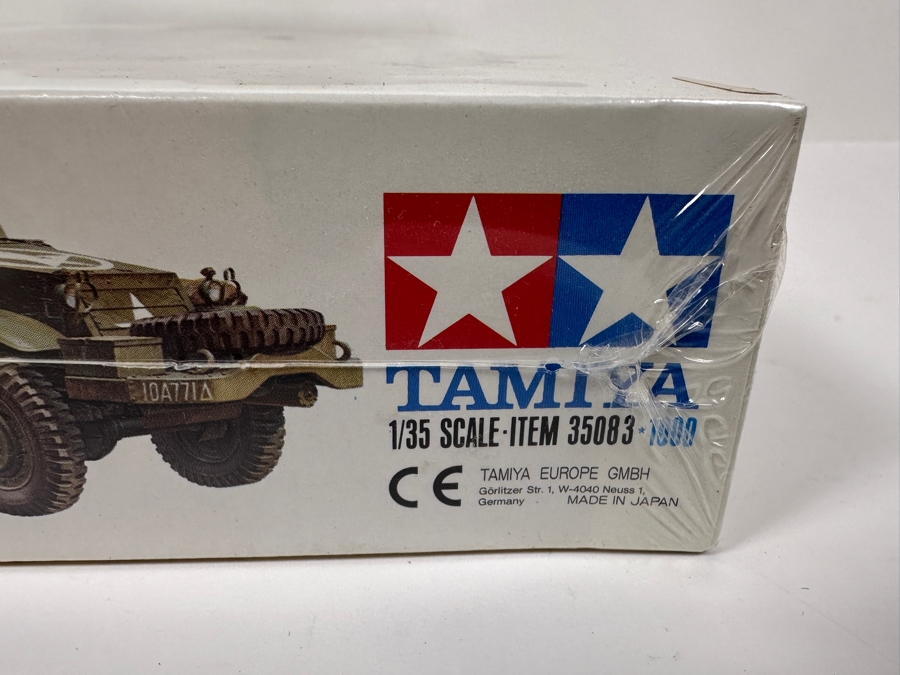 10A771Δ
TAMIYA
1/35 SCALE·ITEM 35083 *1000
CE TAMIYA EUROPE GMBH
Görlitzer Str. 1, W-4040 Neuss 1,
Germany MADE IN JAPAN